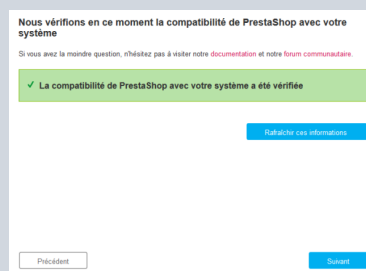 Nous vérifions en ce moment la compatibilité de PrestaShop avec votre
système
Si vous avez la moindre question, n'hésitez pas à visiter notre documentation et notre forum communautaire.
✓ La compatibilité de PrestaShop avec votre système a été vérifiée
Rafraîchir ces informations
Précédent
Suivant